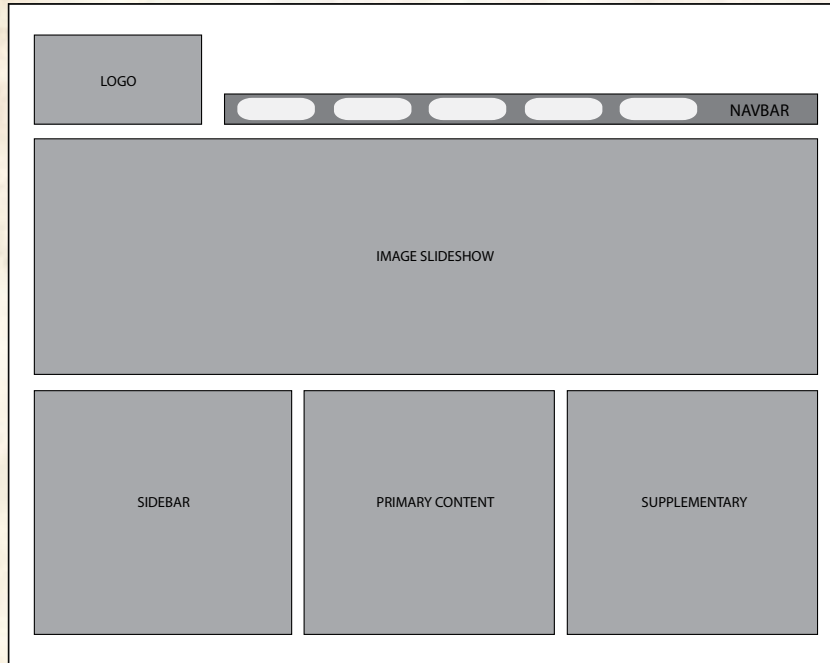 LOGO
NAVBAR
IMAGE SLIDESHOW
SIDEBAR
PRIMARY CONTENT
SUPPLEMENTARY